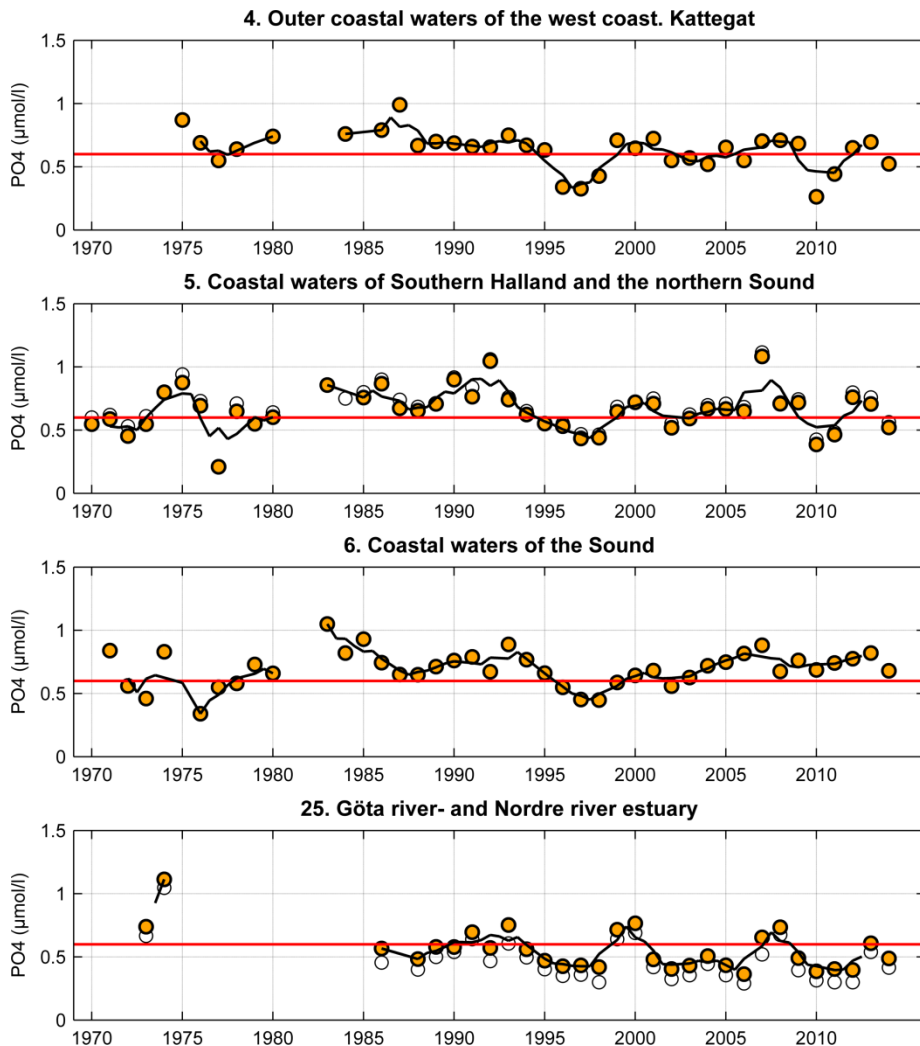 4. Outer coastal waters of the west coast. Kattegat
PO4 (µmol/l)
1.5
1
0.5
0
1970 1975 1980 1985 1990 1995 2000 2005 2010
5. Coastal waters of Southern Halland and the northern Sound
PO4 (µmol/l)
1.5
1
0.5
0
1970 1975 1980 1985 1990 1995 2000 2005 2010
6. Coastal waters of the Sound
PO4 (µmol/l)
1.5
1
0.5
0
1970 1975 1980 1985 1990 1995 2000 2005 2010
25. Göta river- and Nordre river estuary
PO4 (µmol/l)
1.5
1
0.5
0
1970 1975 1980 1985 1990 1995 2000 2005 2010